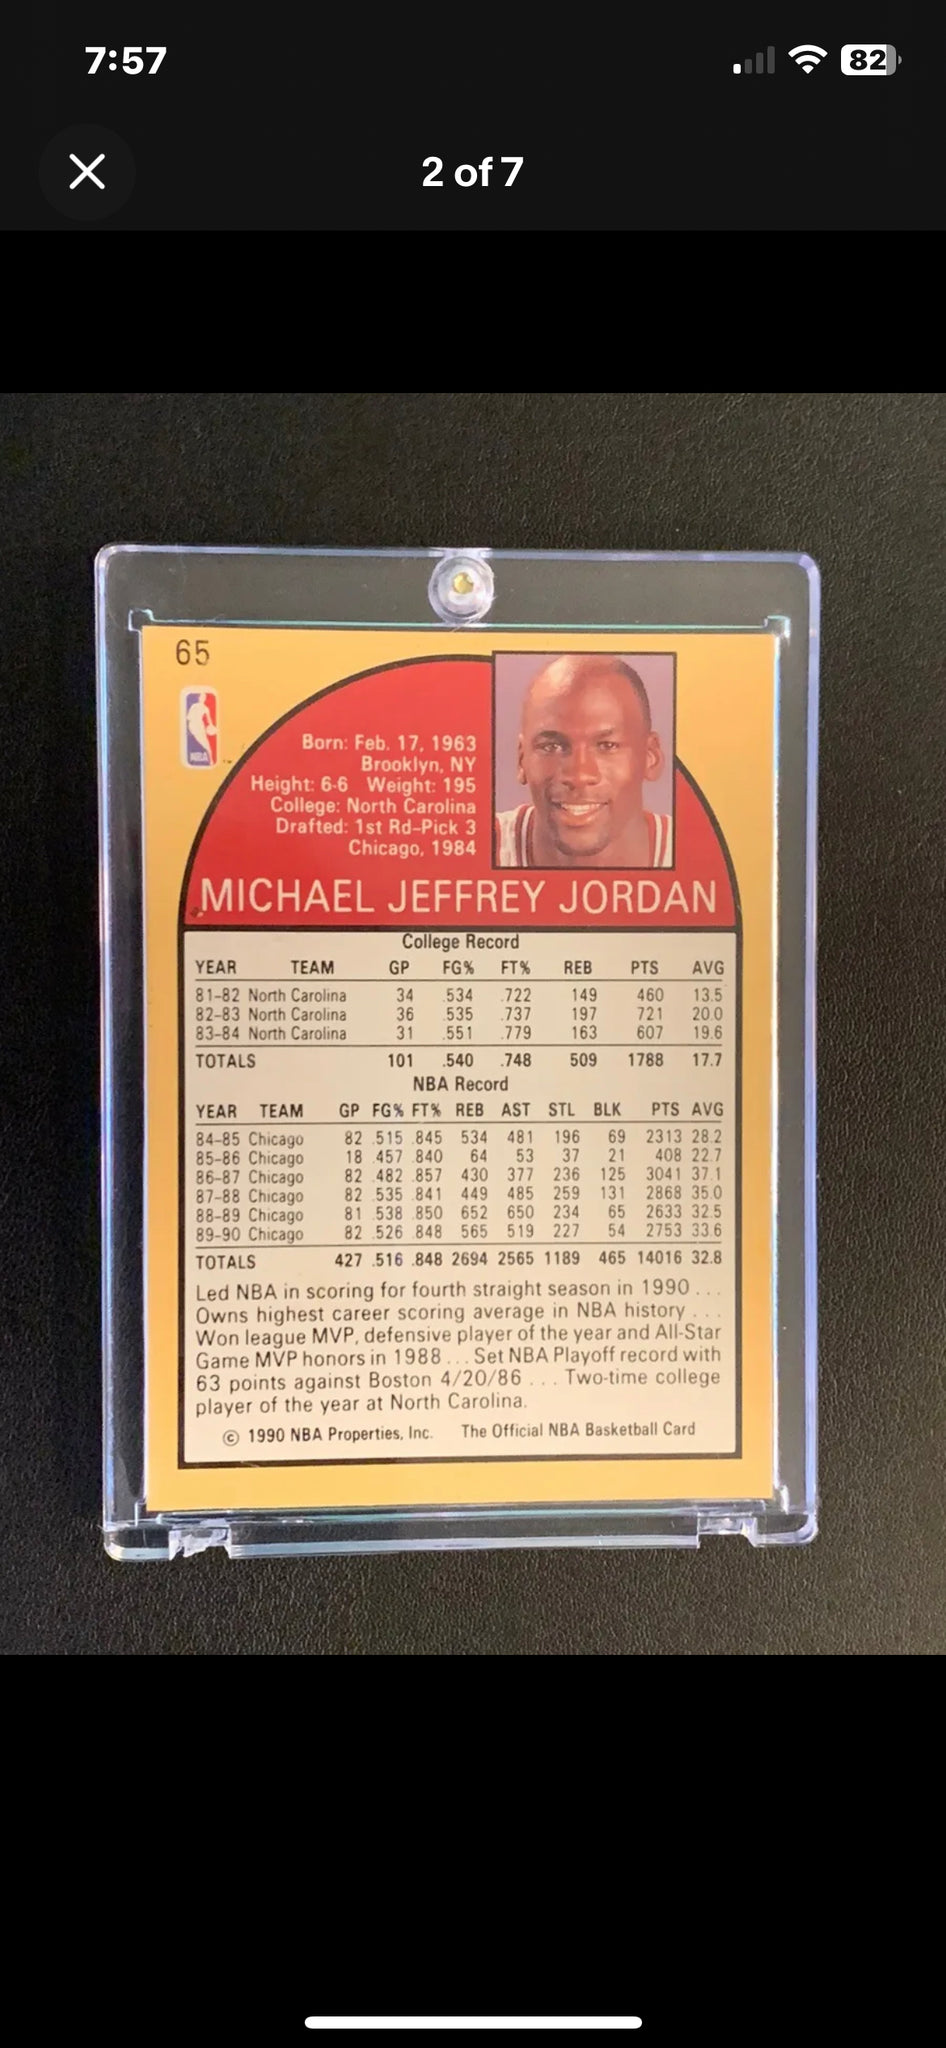 7:57
82
2 of 7
65
NBA
Born: Feb. 17, 1963
Brooklyn, NY
Height: 6-6 Weight: 195
College: North Carolina
Drafted: 1st Rd-Pick 3
Chicago, 1984
MICHAEL JEFFREY JORDAN
College Record
YEAR TEAM GP FG% FT% REB PTS AVG
81-82 North Carolina 34 .534 .722 149 460 13.5
82-83 North Carolina 36 .535 .737 197 721 20.0
83-84 North Carolina 31 .551 .779 163 607 19.6
TOTALS 101 .540 .748 509 1788 17.7
NBA Record
YEAR TEAM GP FG% FT% REB AST STL BLK PTS AVG
84-85 Chicago 82 .515 .845 534 481 196 69 2313 28.2
85-86 Chicago 18 .457 .840 64 53 37 21 408 22.7
86-87 Chicago 82 .482 .857 430 377 236 125 3041 37.1
87-88 Chicago 82 .535 .841 449 485 259 131 2868 35.0
88-89 Chicago 81 .538 .850 652 650 234 65 2633 32.5
89-90 Chicago 82 .526 .848 565 519 227 54 2753 33.6
TOTALS 427 .516 .848 2694 2565 1189 465 14016 32.8
Led NBA in scoring for fourth straight season in 1990 . . .
Owns highest career scoring average in NBA history . . .
Won league MVP, defensive player of the year and All-Star
Game MVP honors in 1988 . . . Set NBA Playoff record with
63 points against Boston 4/20/86 . . . Two-time college
player of the year at North Carolina.
© 1990 NBA Properties, Inc. The Official NBA Basketball Card